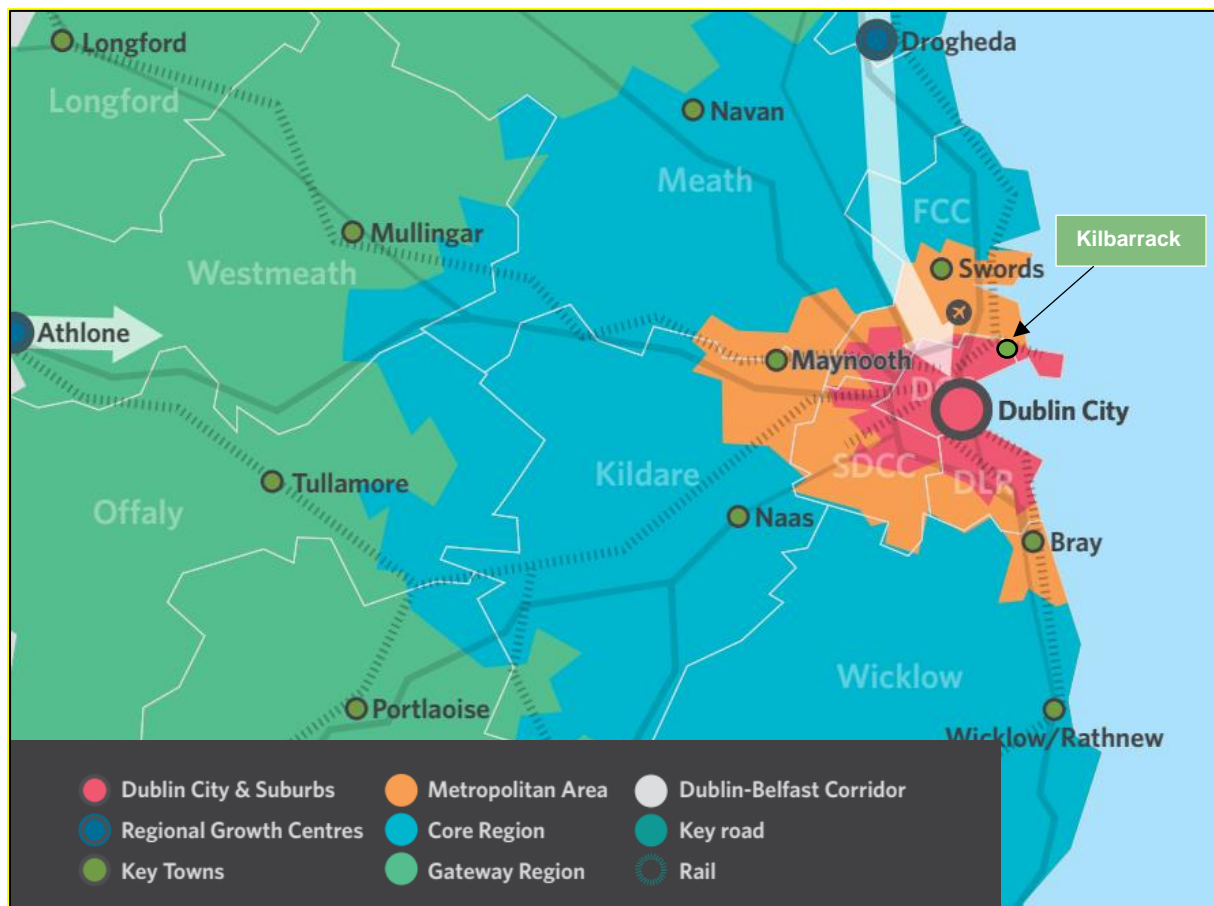 Longford
Drogheda
Longford
Navan
Meath
FCC
Kilbarrack
Mullingar
Swords
Westmeath
Athlone
Maynooth
DCC
Dublin City
Kildare
SDCC
DLR
Tullamore
Offaly
Naas
Bray
Wicklow
Portlaoise
Wicklow/Rathnew
Dublin City & Suburbs
Metropolitan Area
Dublin-Belfast Corridor
Regional Growth Centres
Core Region
Key road
Key Towns
Gateway Region
Rail